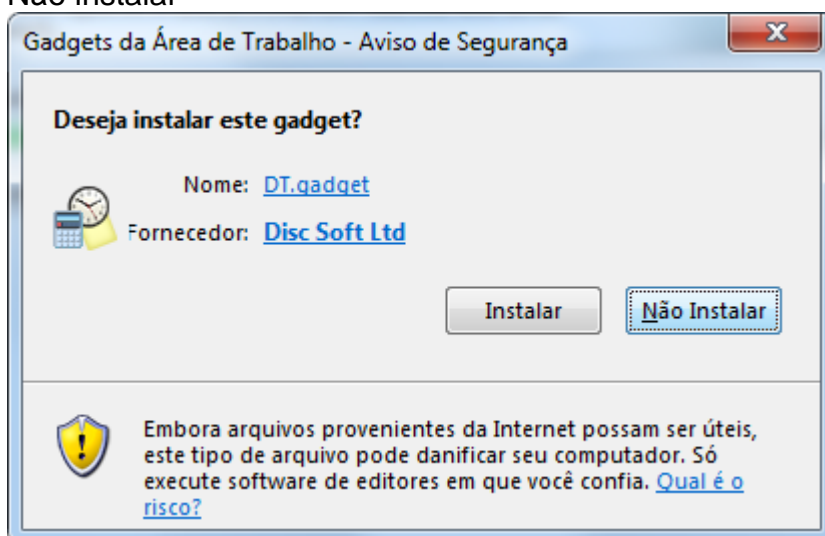 Não instalar
Gadgets da Área de Trabalho - Aviso de Segurança
Deseja instalar este gadget?
Nome: DT.gadget
Fornecedor: Disc Soft Ltd
Instalar Não Instalar
Embora arquivos provenientes da Internet possam ser úteis,
este tipo de arquivo pode danificar seu computador. Só
execute software de editores em que você confia. Qual é o
risco?